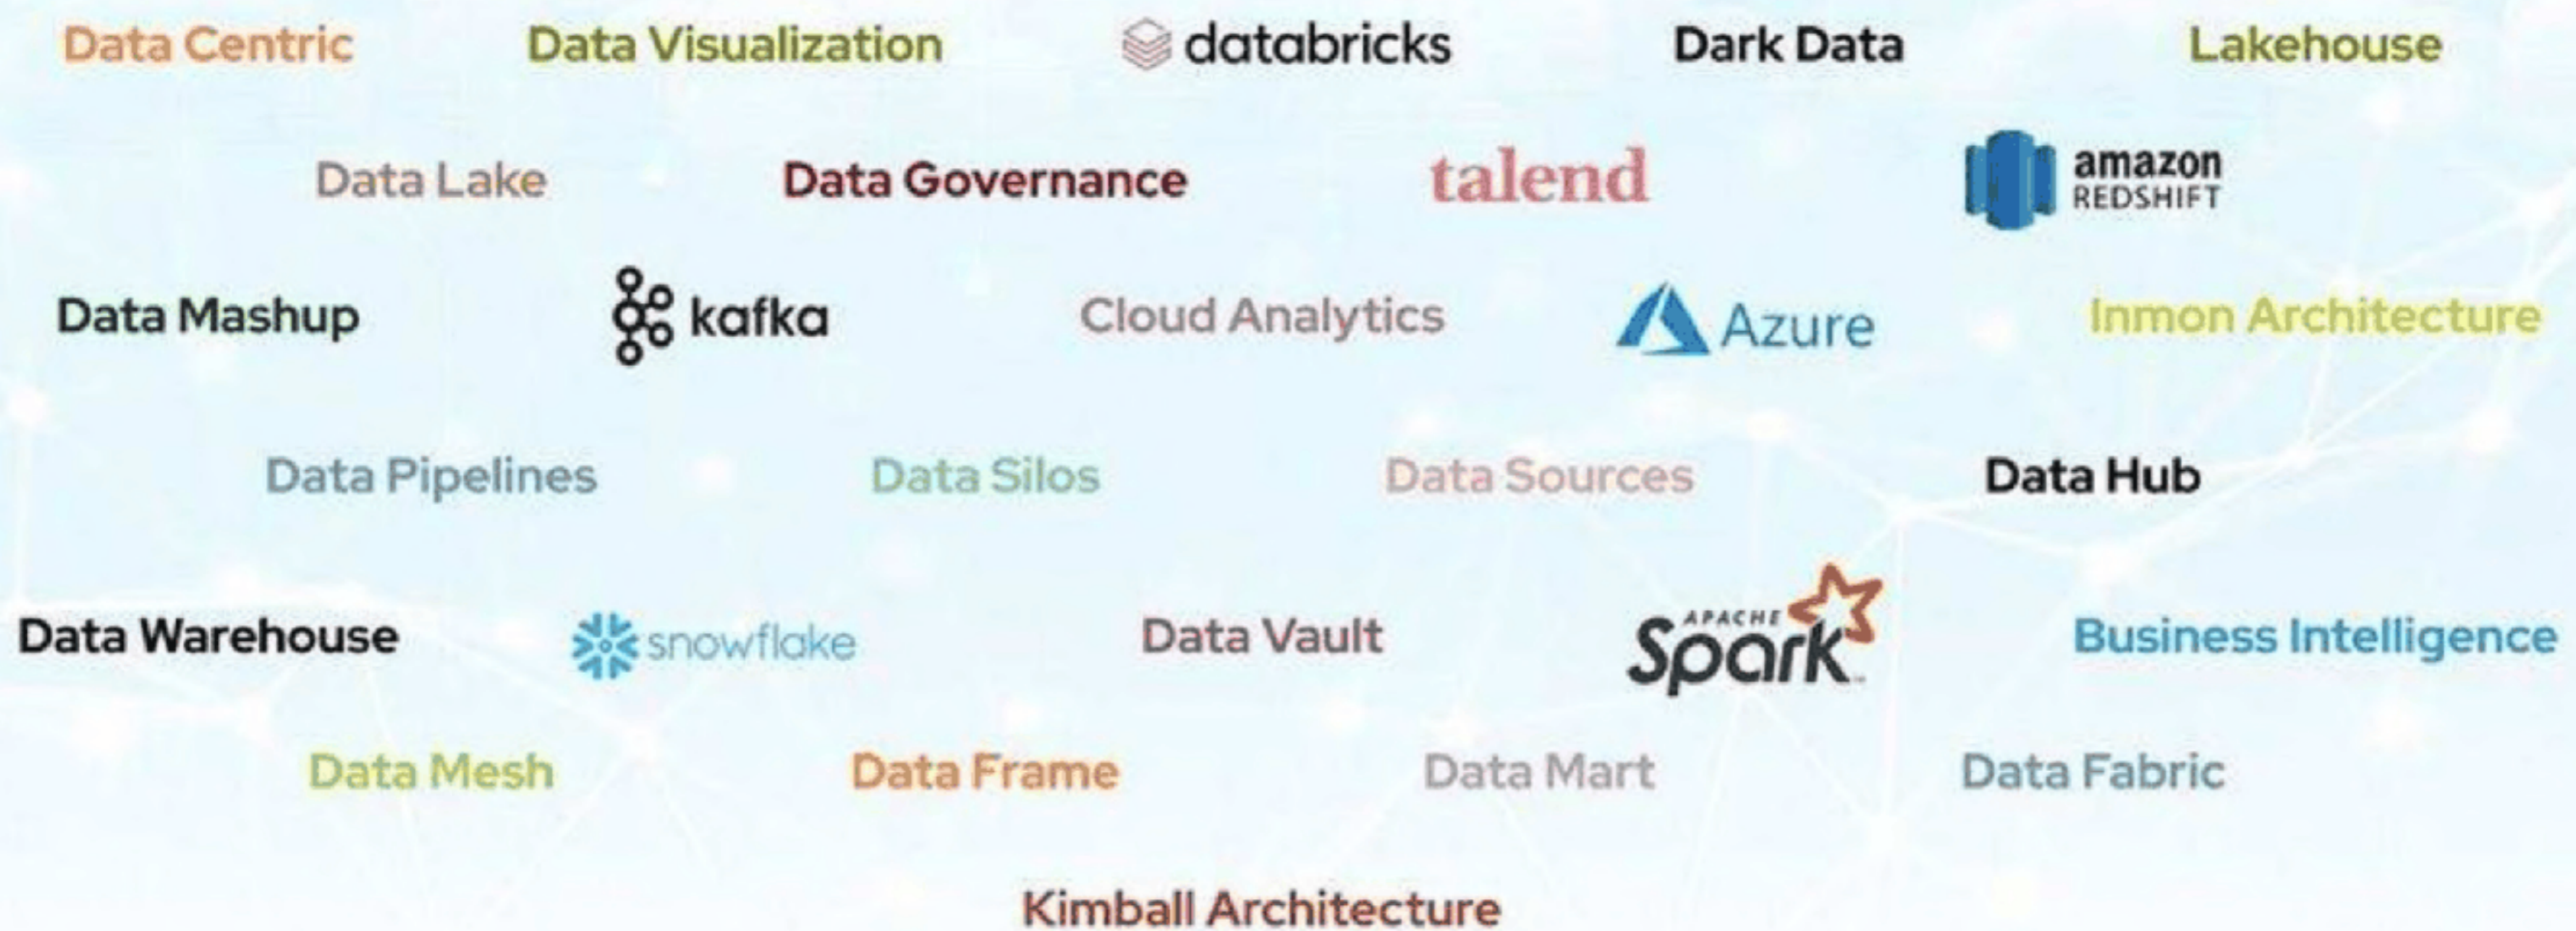 Data Centric Data Visualization databricks Dark Data Lakehouse
Data Lake Data Governance talend amazon REDSHIFT
Data Mashup kafka Cloud Analytics Azure Inmon Architecture
Data Pipelines Data Silos Data Sources Data Hub
Data Warehouse snowflake Data Vault APACHE Spark™ Business Intelligence
Data Mesh Data Frame Data Mart Data Fabric
Kimball Architecture